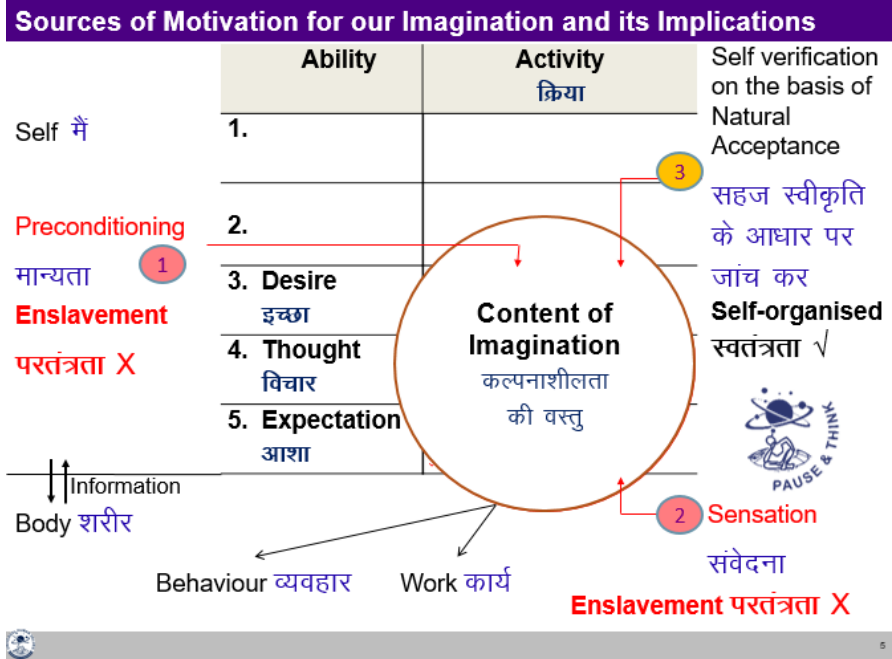 Sources of Motivation for our Imagination and its Implications
Ability
Activity
क्रिया
Self verification
on the basis of
Natural
Acceptance
सहज स्वीकृति
के आधार पर
जांच कर
Self-organised
स्वतंत्रता √
Self मैं
1.
3
Preconditioning
मान्यता
1
Enslavement
परतंत्रता X
2.
3. Desire
इच्छा
4. Thought
विचार
5. Expectation
आशा
Content of
Imagination
कल्पनाशीलता
की वस्तु
PAUSE & THINK
Information
Body शरीर
2
Sensation
संवेदना
Enslavement परतंत्रता X
Behaviour व्यवहार
Work कार्य
5